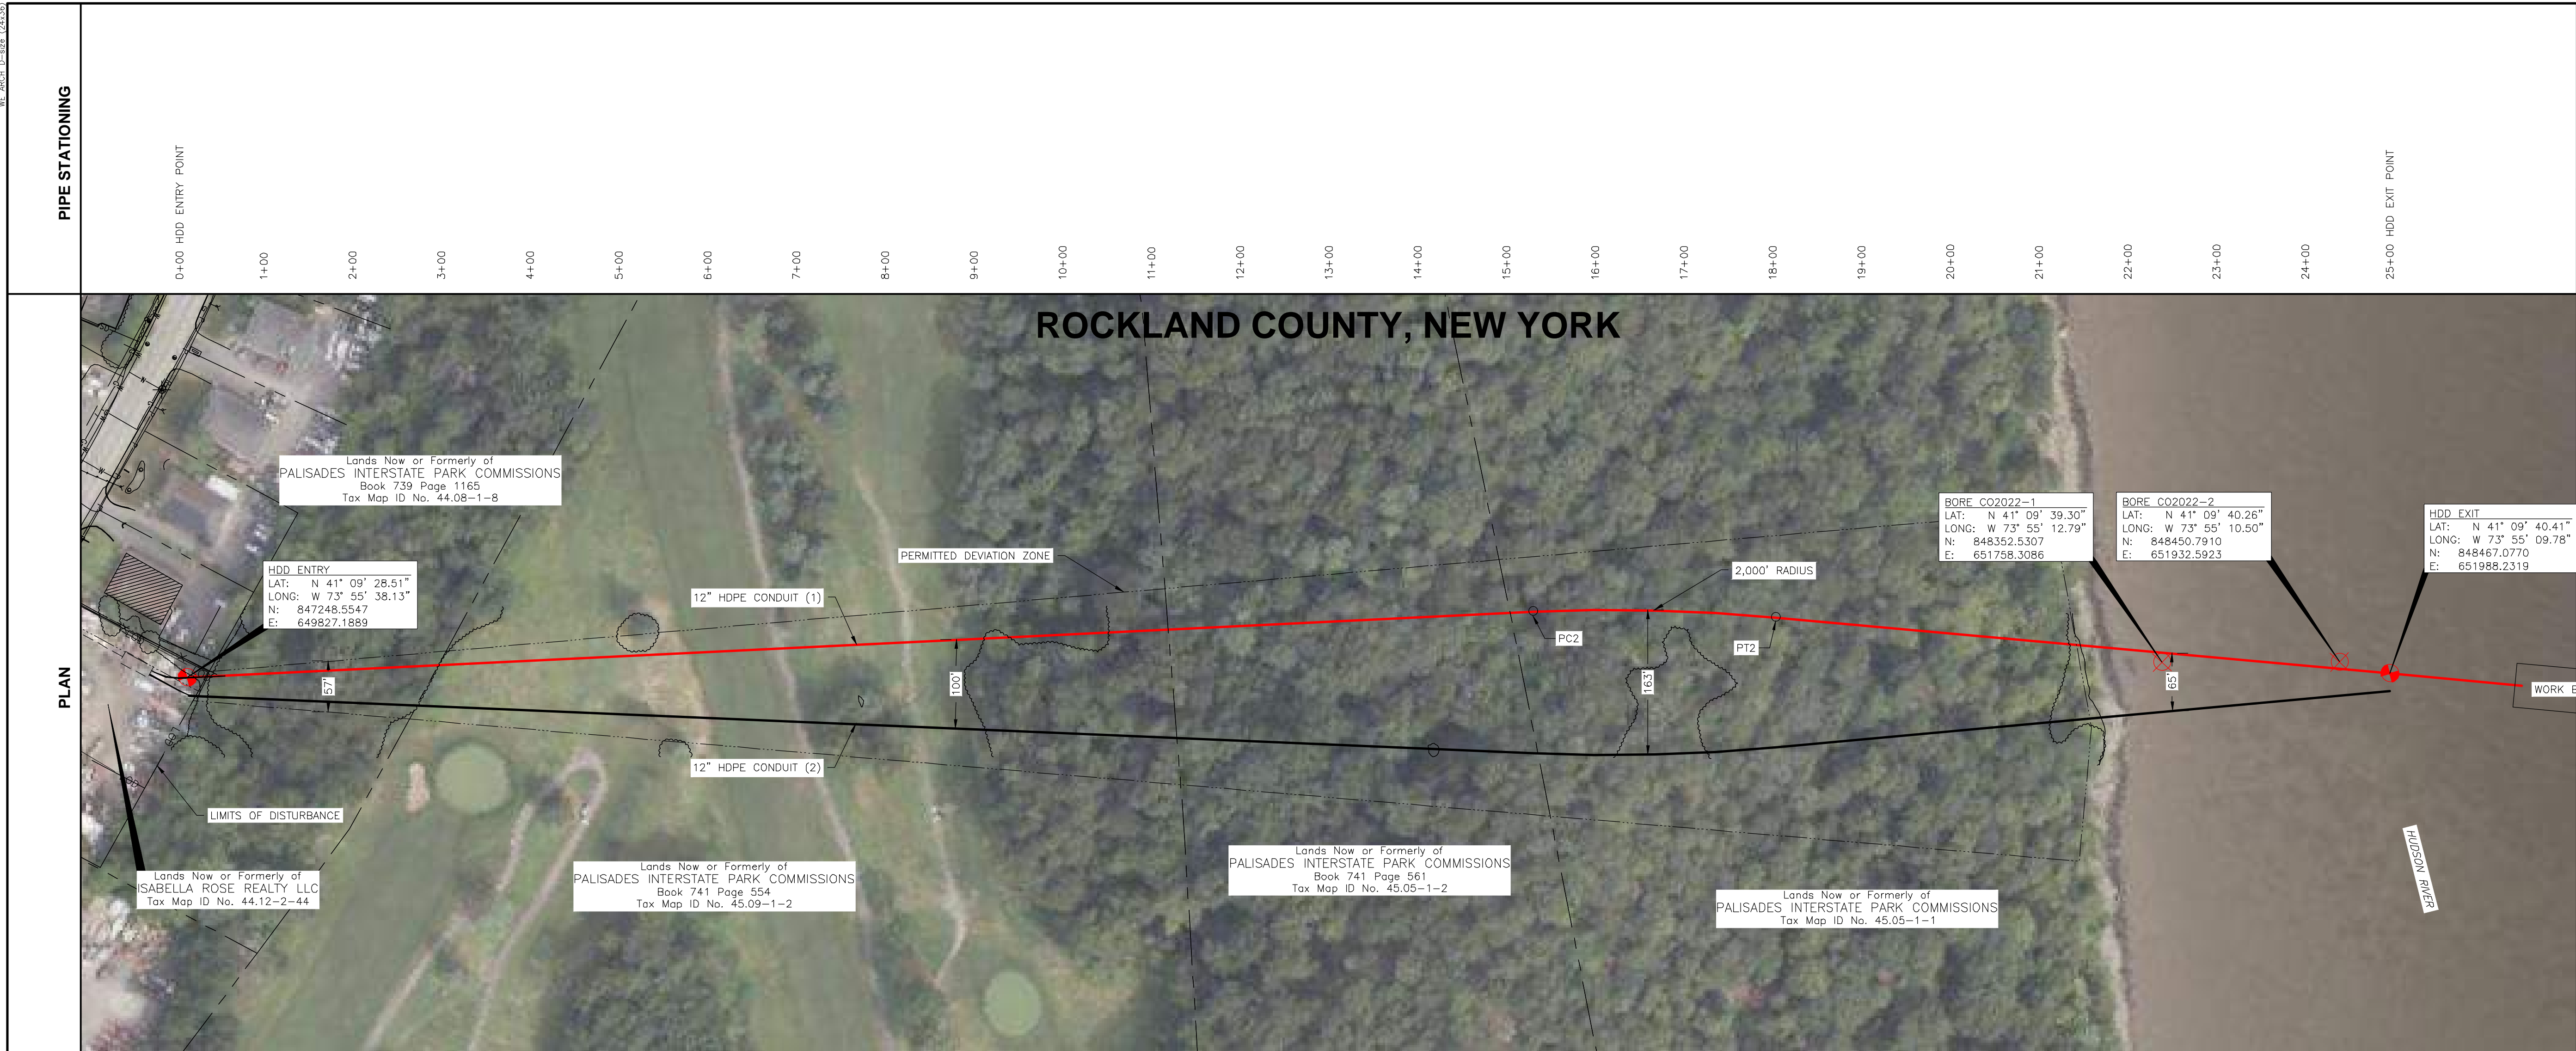 WE ARCH D-size (24x36)
PIPE STATIONING
0+00 HDD ENTRY POINT
1+00
2+00
3+00
4+00
5+00
6+00
7+00
8+00
9+00
10+00
11+00
12+00
13+00
14+00
15+00
16+00
17+00
18+00
19+00
20+00
21+00
22+00
23+00
24+00
25+00 HDD EXIT POINT
PLAN
ROCKLAND COUNTY, NEW YORK
Lands Now or Formerly of
PALISADES INTERSTATE PARK COMMISSIONS
Book 739 Page 1165
Tax Map ID No. 44.08-1-8
HDD ENTRY
LAT: N 41° 09' 28.51"
LONG: W 73° 55' 38.13"
N: 847248.5547
E: 649827.1889
PERMITTED DEVIATION ZONE
12" HDPE CONDUIT (1)
2,000' RADIUS
BORE CO2022-1
LAT: N 41° 09' 39.30"
LONG: W 73° 55' 12.79"
N: 848352.5307
E: 651758.3086
BORE CO2022-2
LAT: N 41° 09' 40.26"
LONG: W 73° 55' 10.50"
N: 848450.7910
E: 651932.5923
HDD EXIT
LAT: N 41° 09' 40.41"
LONG: W 73° 55' 09.78"
N: 848467.0770
E: 651988.2319
PC2
PT2
57'
100'
163'
65'
WORK B
12" HDPE CONDUIT (2)
LIMITS OF DISTURBANCE
LOD
Lands Now or Formerly of
ISABELLA ROSE REALTY LLC
Tax Map ID No. 44.12-2-44
Lands Now or Formerly of
PALISADES INTERSTATE PARK COMMISSIONS
Book 741 Page 554
Tax Map ID No. 45.09-1-2
Lands Now or Formerly of
PALISADES INTERSTATE PARK COMMISSIONS
Book 741 Page 561
Tax Map ID No. 45.05-1-2
Lands Now or Formerly of
PALISADES INTERSTATE PARK COMMISSIONS
Tax Map ID No. 45.05-1-1
HUDSON RIVER